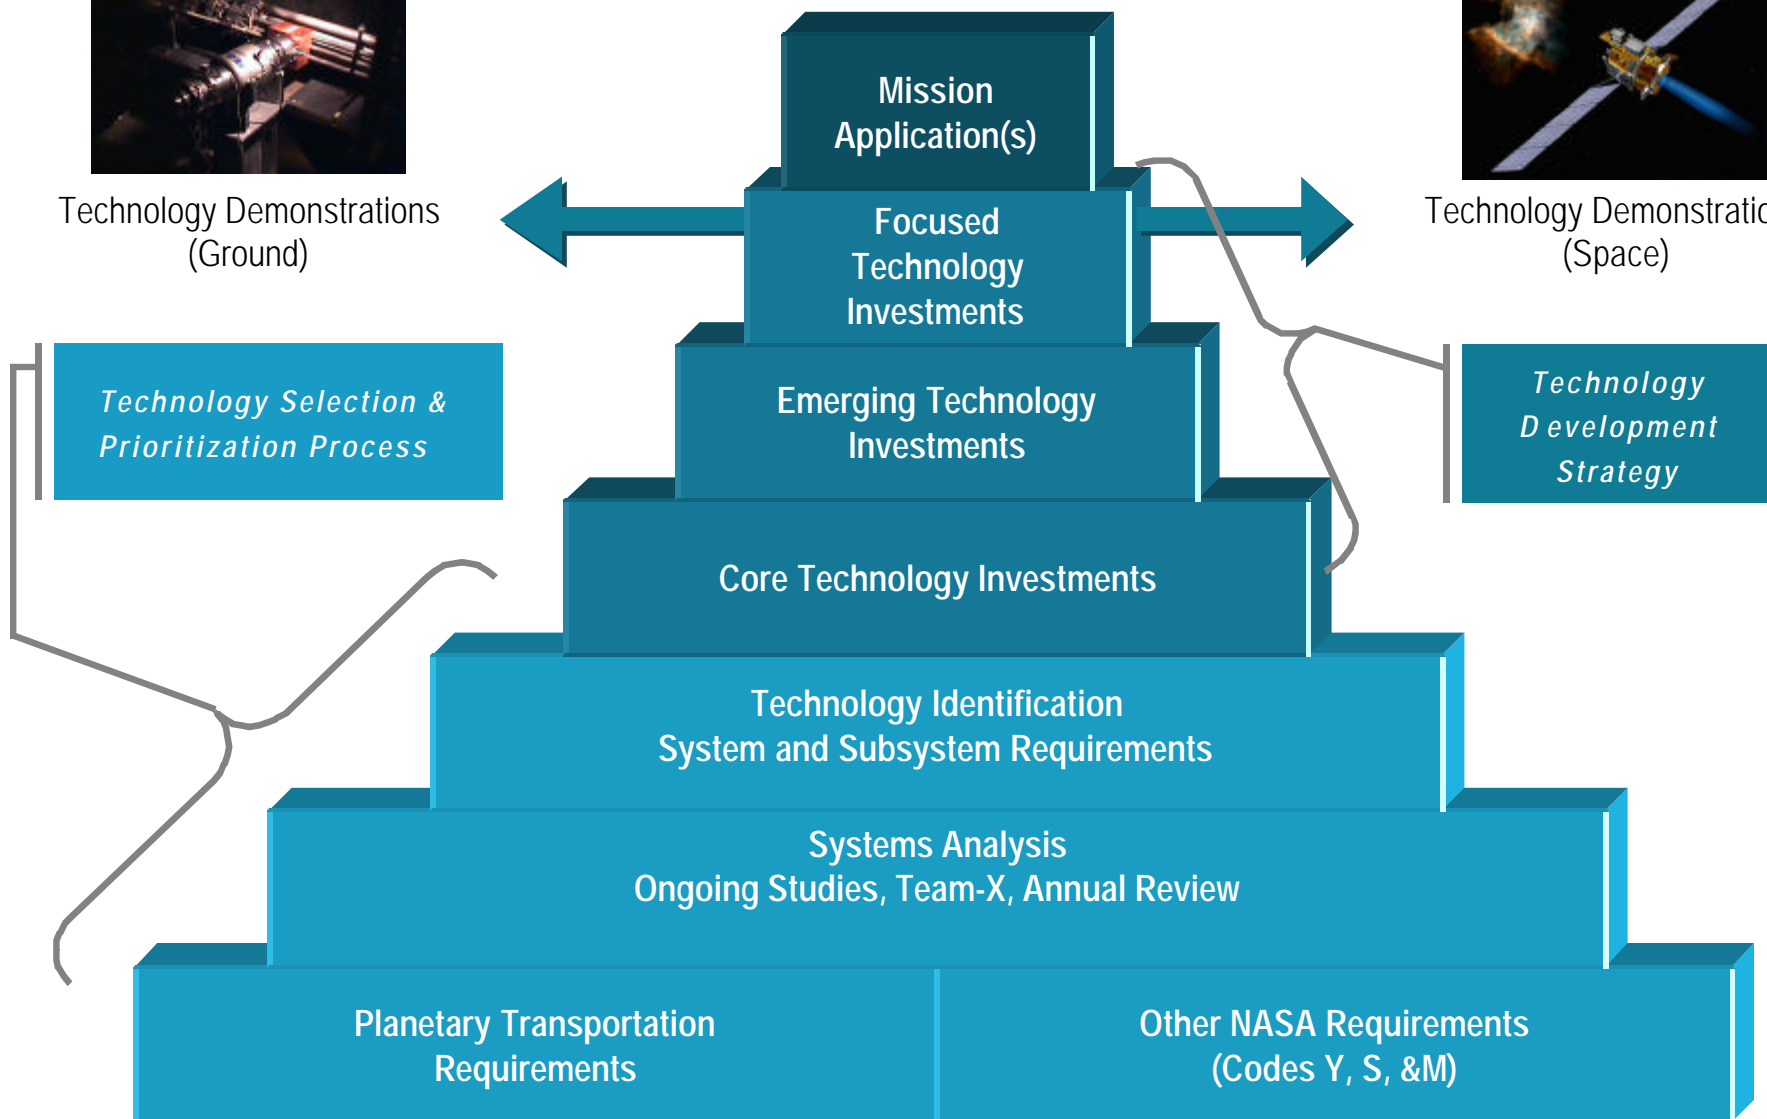 Mission
Application(s)
Technology Demonstrations
(Ground)
Focused
Technology
Investments
Technology Demonstratio
(Space)
Technology Selection &
Prioritization Process
Emerging Technology
Investments
Technology
Development
Strategy
Core Technology Investments
Technology Identification
System and Subsystem Requirements
Systems Analysis
Ongoing Studies, Team-X, Annual Review
Planetary Transportation
Requirements
Other NASA Requirements
(Codes Y, S, &M)